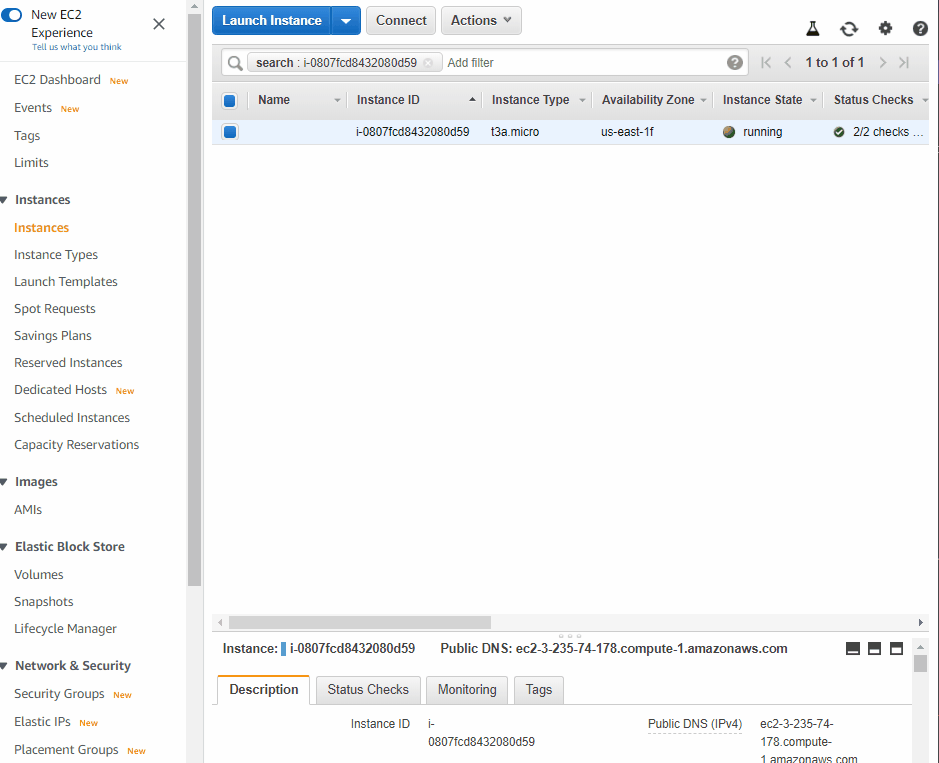 New EC2
Experience
Tell us what you think
EC2 Dashboard New
Events New
Tags
Limits
Instances
Instances
Instance Types
Launch Templates
Spot Requests
Savings Plans
Reserved Instances
Dedicated Hosts New
Scheduled Instances
Capacity Reservations
Images
AMIs
Elastic Block Store
Volumes
Snapshots
Lifecycle Manager
Network & Security
Security Groups New
Elastic IPs New
Placement Groups New
Launch Instance Connect Actions
search : i-0807fcd8432080d59 Add filter
1 to 1 of 1
Name Instance ID Instance Type Availability Zone Instance State Status Checks
i-0807fcd8432080d59 t3a.micro us-east-1f running 2/2 checks ...
Instance: i-0807fcd8432080d59 Public DNS: ec2-3-235-74-178.compute-1.amazonaws.com
Description Status Checks Monitoring Tags
Instance ID i-
0807fcd8432080d59
Public DNS (IPv4) ec2-3-235-74-
178.compute-
1.amazonaws.com